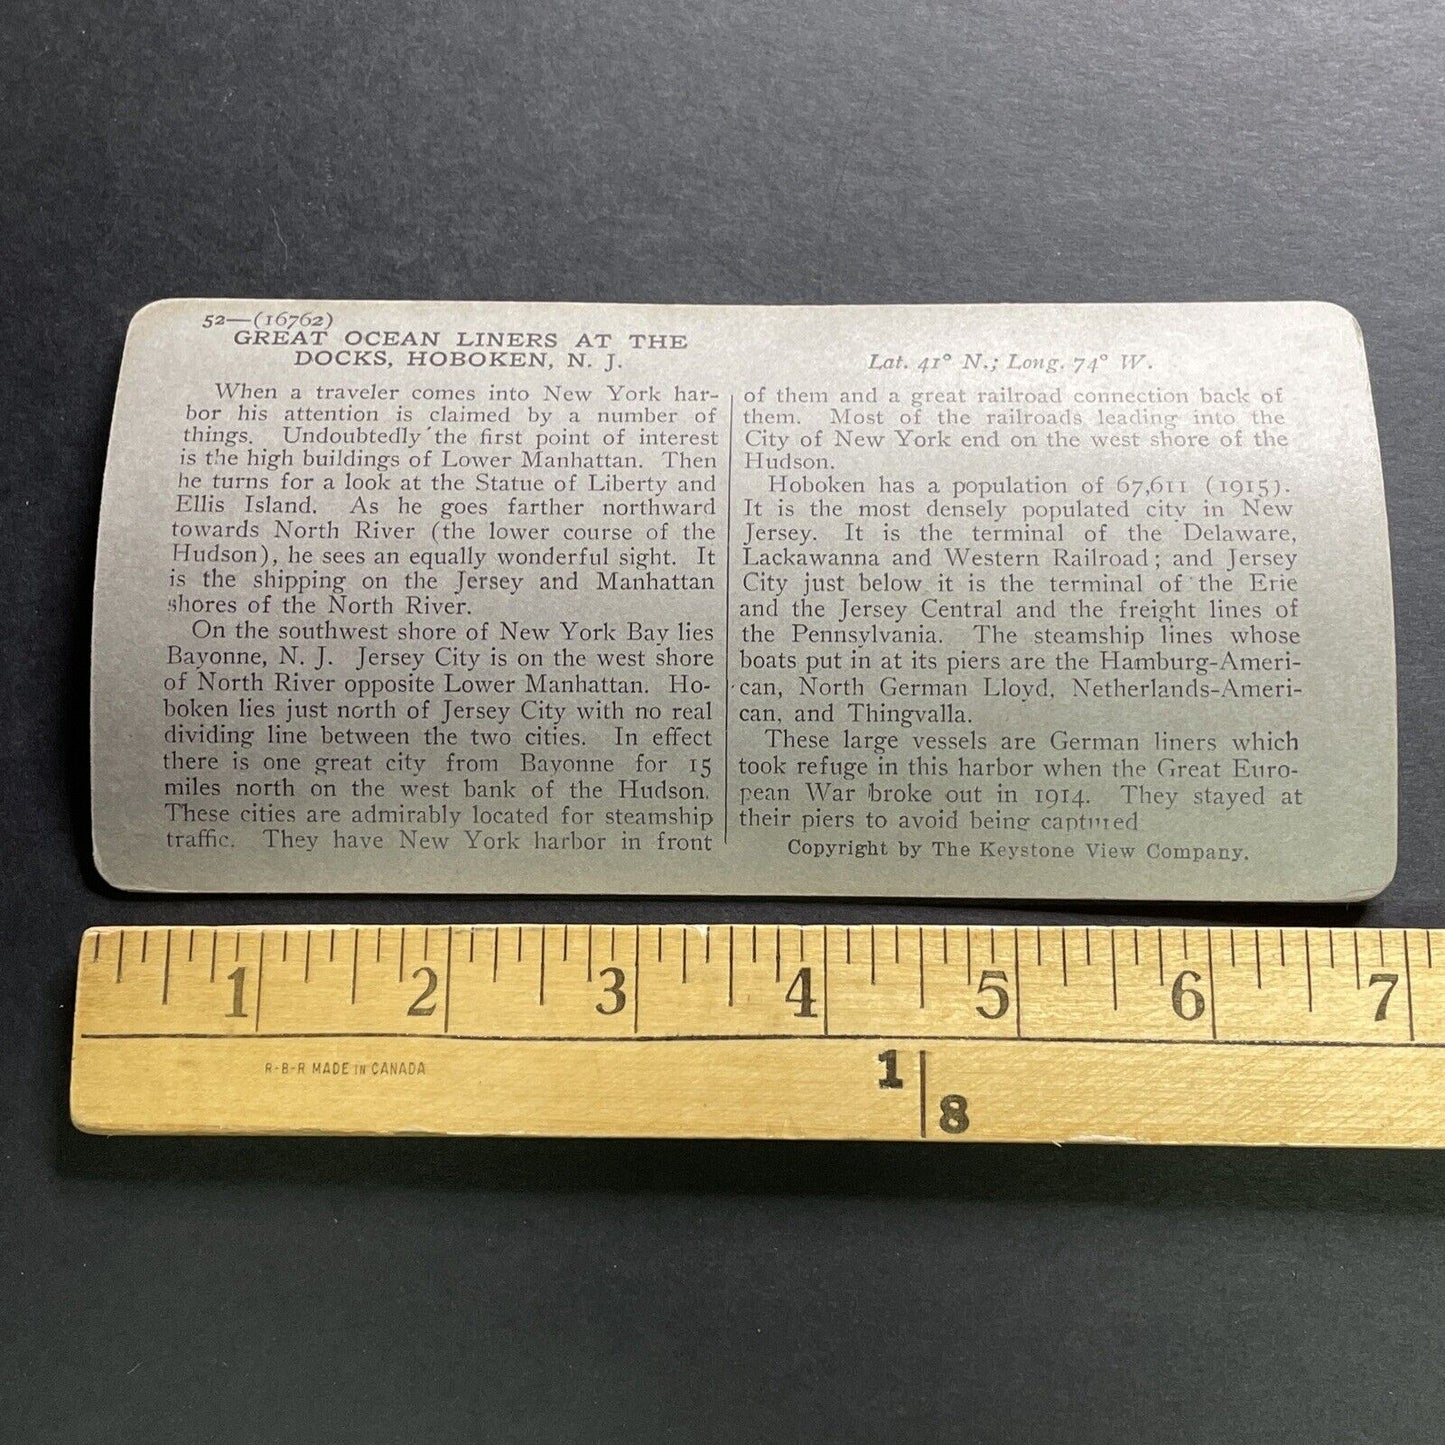 52—(16762)
GREAT OCEAN LINERS AT THE
DOCKS, HOBOKEN, N. J.
When a traveler comes into New York har-
bor his attention is claimed by a number of
things. Undoubtedly the first point of interest
is the high buildings of Lower Manhattan. Then
he turns for a look at the Statue of Liberty and
Ellis Island. As he goes farther northward
towards North River (the lower course of the
Hudson), he sees an equally wonderful sight. It
is the shipping on the Jersey and Manhattan
shores of the North River.
On the southwest shore of New York Bay lies
Bayonne, N. J. Jersey City is on the west shore
of North River opposite Lower Manhattan. Ho-
boken lies just north of Jersey City with no real
dividing line between the two cities. In effect
there is one great city from Bayonne for 15
miles north on the west bank of the Hudson.
These cities are admirably located for steamship
traffic. They have New York harbor in front
Lat. 41° N.; Long. 74° W.
of them and a great railroad connection back of
them. Most of the railroads leading into the
City of New York end on the west shore of the
Hudson.
Hoboken has a population of 67,611 (1915).
It is the most densely populated city in New
Jersey. It is the terminal of the Delaware,
Lackawanna and Western Railroad; and Jersey
City just below it is the terminal of the Erie
and the Jersey Central and the freight lines of
the Pennsylvania. The steamship lines whose
boats put in at its piers are the Hamburg-Ameri-
can, North German Lloyd, Netherlands-Ameri-
can, and Thingvalla.
These large vessels are German liners which
took refuge in this harbor when the Great Euro-
pean War broke out in 1914. They stayed at
their piers to avoid being captured
Copyright by The Keystone View Company.
1 2 3 4 5 6 7
R-B-R MADE IN CANADA
1
8